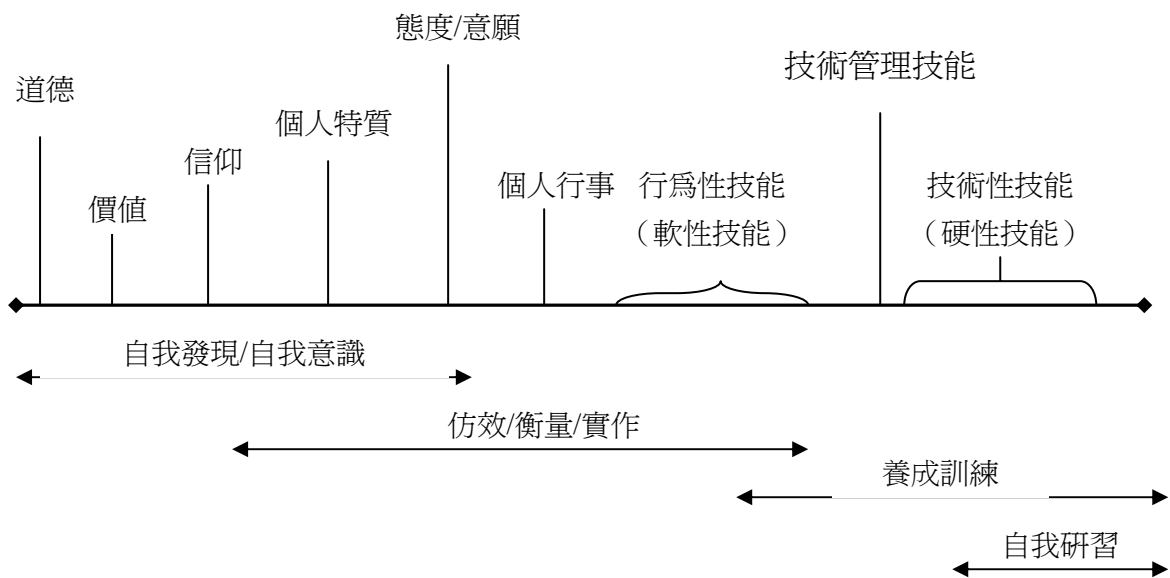 態度/意願
技術管理技能
道德
個人特質
信仰
個人行事
行爲性技能
(軟性技能)
技術性技能
(硬性技能)
價值
自我發現/自我意識
仿效/衡量/實作
養成訓練
自我研習